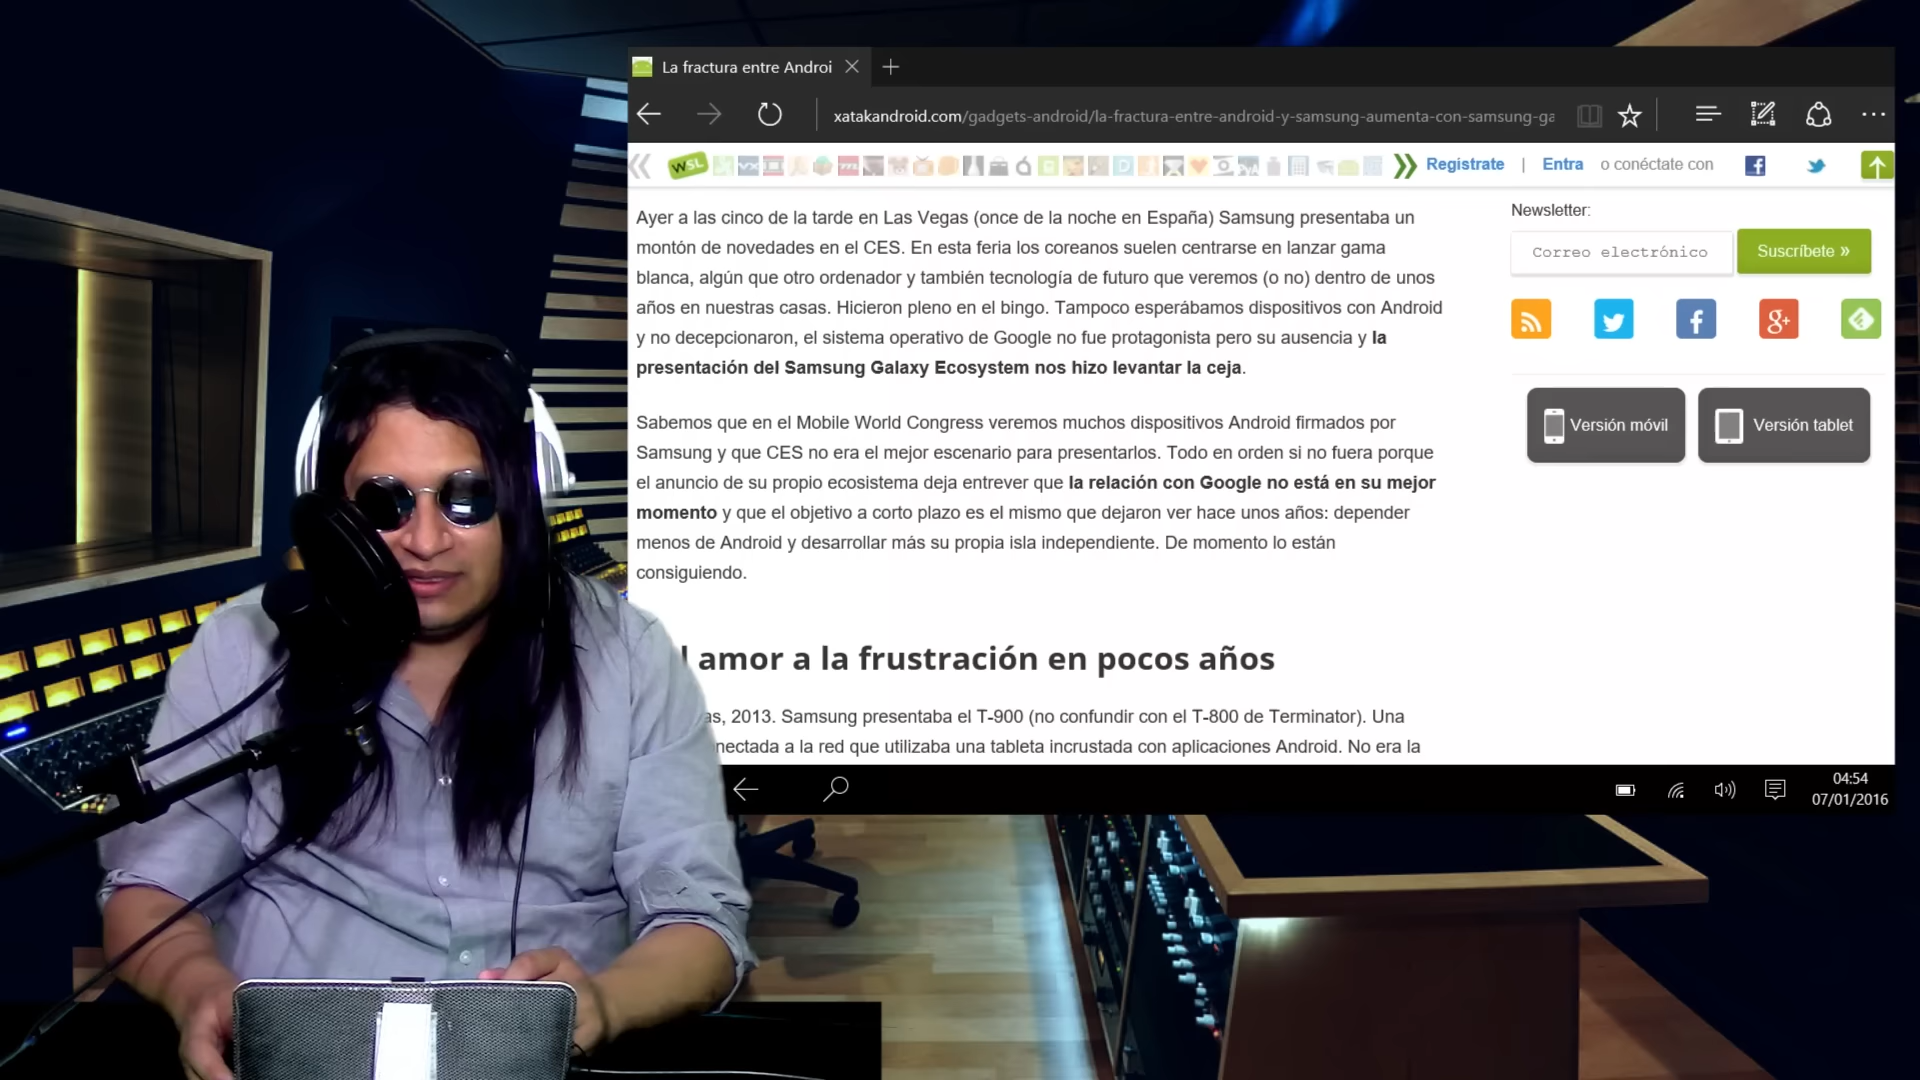 La fractura entre Androi
xatakandroid.com/gadgets-android/la-fractura-entre-android-y-samsung-aumenta-con-samsung-ga
WSL
Registrate | Entra o conéctate con
Ayer a las cinco de la tarde en Las Vegas (once de la noche en España) Samsung presentaba un
montón de novedades en el CES. En esta feria los coreanos suelen centrarse en lanzar gama
blanca, algún que otro ordenador y también tecnología de futuro que veremos (o no) dentro de unos
años en nuestras casas. Hicieron pleno en el bingo. Tampoco esperábamos dispositivos con Android
y no decepcionaron, el sistema operativo de Google no fue protagonista pero su ausencia y la
presentación del Samsung Galaxy Ecosystem nos hizo levantar la ceja.
Sabemos que en el Mobile World Congress veremos muchos dispositivos Android firmados por
Samsung y que CES no era el mejor escenario para presentarlos. Todo en orden si no fuera porque
el anuncio de su propio ecosistema deja entrever que la relación con Google no está en su mejor
momento y que el objetivo a corto plazo es el mismo que dejaron ver hace unos años: depender
menos de Android y desarrollar más su propia isla independiente. De momento lo están
consiguiendo.
amor a la frustración en pocos años
as, 2013. Samsung presentaba el T-900 (no confundir con el T-800 de Terminator). Una
nectada a la red que utilizaba una tableta incrustada con aplicaciones Android. No era la
Newsletter:
Correo electrónico
Suscríbete »
g+
Versión móvil
Versión tablet
04:54
07/01/2016